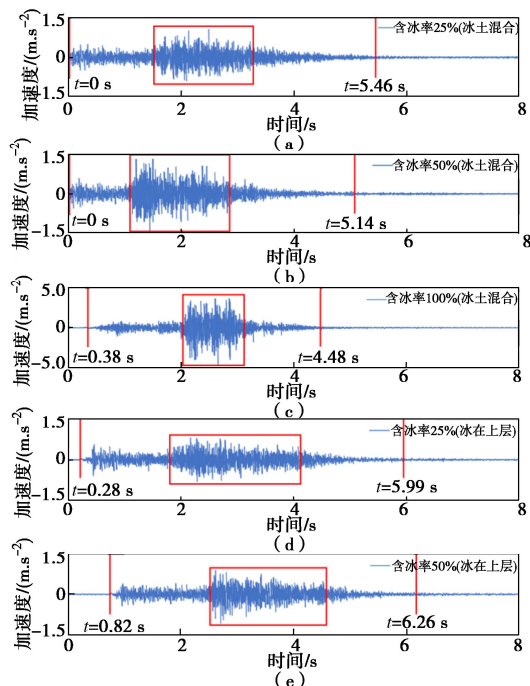 加速度/(m.s⁻²)
1.5
0
0
2
4
6
8
含冰率25%(冰土混合)
t=0 s
t=5.46 s
时间/s
(a)
加速度/(m.s⁻²)
1.5
0
-1.5
0
2
4
6
8
含冰率50%(冰土混合)
t=0 s
t=5.14 s
时间/s
(b)
加速度/(m.s⁻²)
5.0
0
-5.0
0
2
4
6
8
含冰率100%(冰土混合)
t=0.38 s
t=4.48 s
时间/s
(c)
加速度/(m.s⁻²)
1.5
0
-1.5
0
2
4
6
8
含冰率25%(冰在上层)
t=0.28 s
t=5.99 s
时间/s
(d)
加速度/(m.s⁻²)
1.5
0
-1.5
0
2
4
6
8
含冰率50%(冰在上层)
t=0.82 s
t=6.26 s
时间/s
(e)